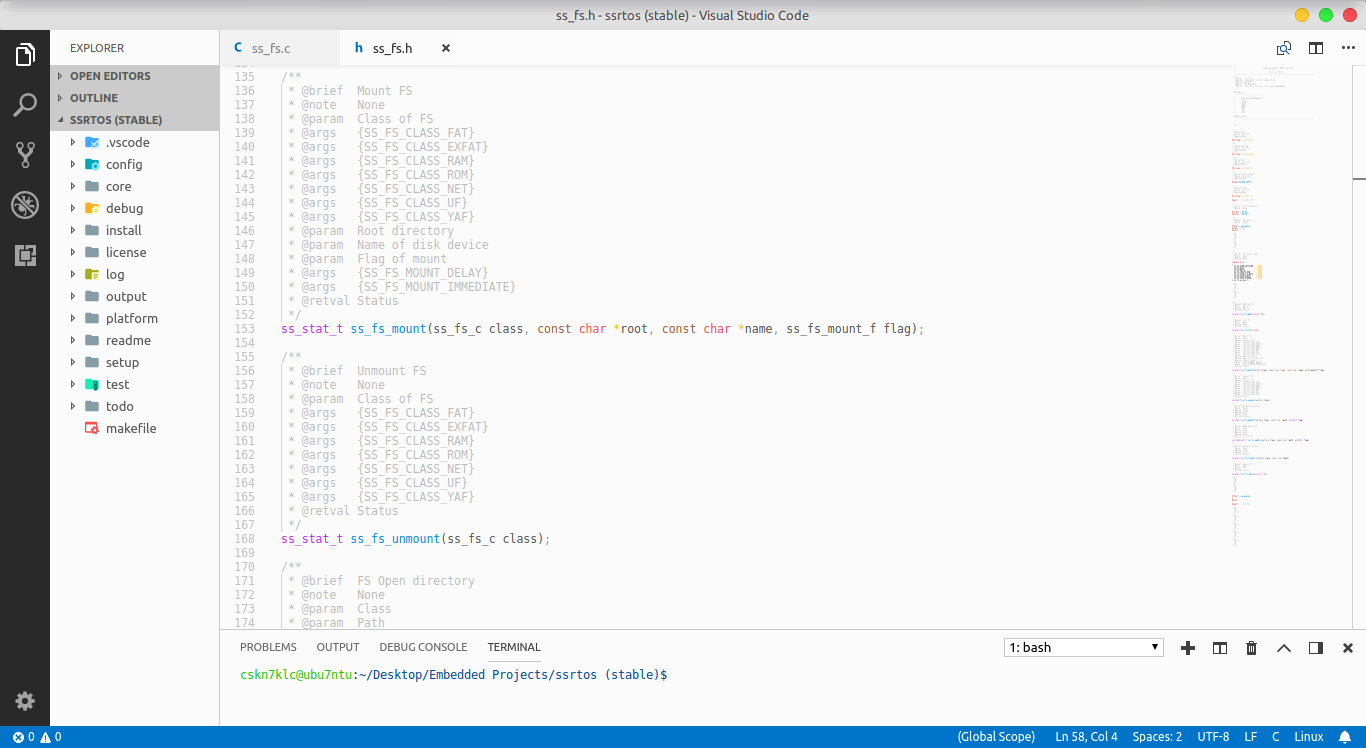 ss_fs.h - ssrtos (stable) - Visual Studio Code
EXPLORER
OPEN EDITORS
OUTLINE
SSRTOS (STABLE)
.vscode
config
core
debug
install
license
log
output
platform
readme
setup
test
todo
makefile
C ss_fs.c
h ss_fs.h
135 /**
136 * @brief Mount FS
137 * @note None
138 * @param Class of FS
139 * @args {SS_FS_CLASS_FAT}
140 * @args {SS_FS_CLASS_EXFAT}
141 * @args {SS_FS_CLASS_RAM}
142 * @args {SS_FS_CLASS_ROM}
143 * @args {SS_FS_CLASS_NET}
144 * @args {SS_FS_CLASS_UF}
145 * @args {SS_FS_CLASS_YAF}
146 * @param Root directory
147 * @param Name of disk device
148 * @param Flag of mount
149 * @args {SS_FS_MOUNT_DELAY}
150 * @args {SS_FS_MOUNT_IMMEDIATE}
151 * @retval Status
152 */
153 ss_stat_t ss_fs_mount(ss_fs_c class, const char *root, const char *name, ss_fs_mount_f flag);
154
155 /**
156 * @brief Unmount FS
157 * @note None
158 * @param Class of FS
159 * @args {SS_FS_CLASS_FAT}
160 * @args {SS_FS_CLASS_EXFAT}
161 * @args {SS_FS_CLASS_RAM}
162 * @args {SS_FS_CLASS_ROM}
163 * @args {SS_FS_CLASS_NET}
164 * @args {SS_FS_CLASS_UF}
165 * @args {SS_FS_CLASS_YAF}
166 * @retval Status
167 */
168 ss_stat_t ss_fs_unmount(ss_fs_c class);
169
170 /**
171 * @brief FS Open directory
172 * @note None
173 * @param Class
174 * @param Path
PROBLEMS OUTPUT DEBUG CONSOLE TERMINAL
1: bash
cskn7klc@ubu7ntu:~/Desktop/Embedded Projects/ssrtos (stable)$
0 0
(Global Scope) Ln 58, Col 4 Spaces: 2 UTF-8 LF C Linux